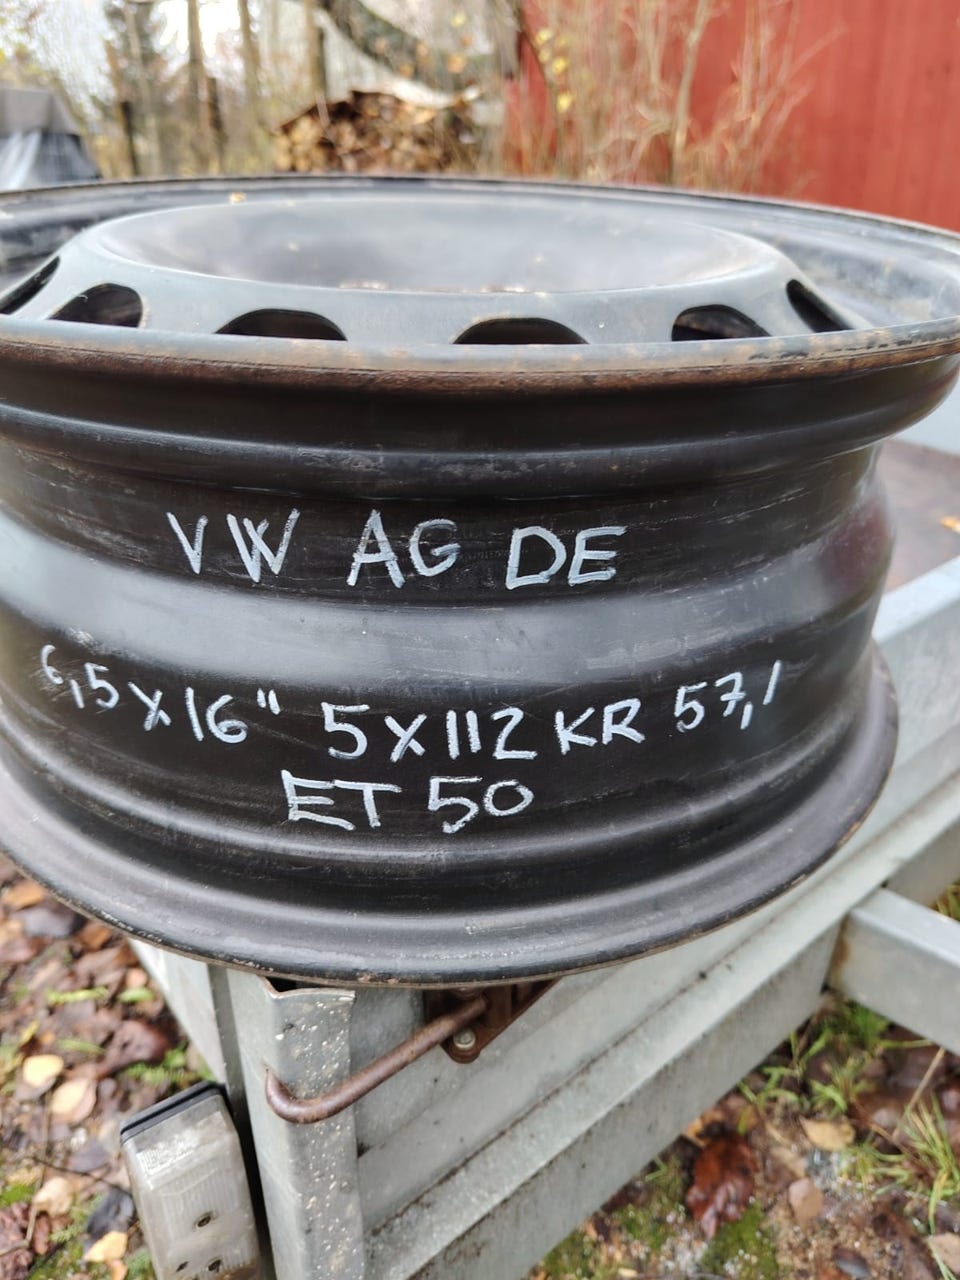 VW AG DE
6,5x16" 5x112 KR 57,1
ET 50